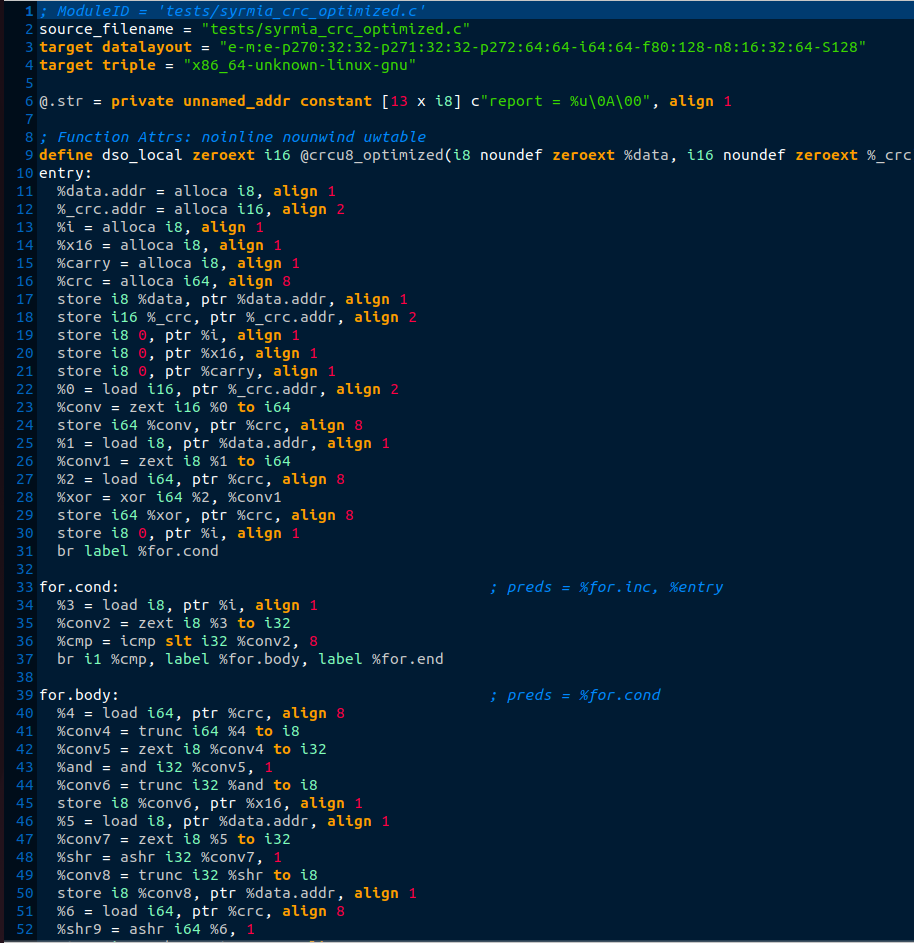 1 ; ModuleID = 'tests/syrmia_crc_optimized.c'
2 source_filename = "tests/syrmia_crc_optimized.c"
3 target datalayout = "e-m:e-p270:32:32-p271:32:32-p272:64:64-i64:64-f80:128-n8:16:32:64-S128"
4 target triple = "x86_64-unknown-linux-gnu"
5
6 @.str = private unnamed_addr constant [13 x i8] c"report = %u\0A\00", align 1
7
8 ; Function Attrs: noinline nounwind uwtable
9 define dso_local zeroext i16 @crcu8_optimized(i8 noundef zeroext %data, i16 noundef zeroext %_crc
10 entry:
11   %data.addr = alloca i8, align 1
12   %_crc.addr = alloca i16, align 2
13   %i = alloca i8, align 1
14   %x16 = alloca i8, align 1
15   %carry = alloca i8, align 1
16   %crc = alloca i64, align 8
17   store i8 %data, ptr %data.addr, align 1
18   store i16 %_crc, ptr %_crc.addr, align 2
19   store i8 0, ptr %i, align 1
20   store i8 0, ptr %x16, align 1
21   store i8 0, ptr %carry, align 1
22   %0 = load i16, ptr %_crc.addr, align 2
23   %conv = zext i16 %0 to i64
24   store i64 %conv, ptr %crc, align 8
25   %1 = load i8, ptr %data.addr, align 1
26   %conv1 = zext i8 %1 to i64
27   %2 = load i64, ptr %crc, align 8
28   %xor = xor i64 %2, %conv1
29   store i64 %xor, ptr %crc, align 8
30   store i8 0, ptr %i, align 1
31   br label %for.cond
32
33 for.cond:                                         ; preds = %for.inc, %entry
34   %3 = load i8, ptr %i, align 1
35   %conv2 = zext i8 %3 to i32
36   %cmp = icmp slt i32 %conv2, 8
37   br i1 %cmp, label %for.body, label %for.end
38
39 for.body:                                         ; preds = %for.cond
40   %4 = load i64, ptr %crc, align 8
41   %conv4 = trunc i64 %4 to i8
42   %conv5 = zext i8 %conv4 to i32
43   %and = and i32 %conv5, 1
44   %conv6 = trunc i32 %and to i8
45   store i8 %conv6, ptr %x16, align 1
46   %5 = load i8, ptr %data.addr, align 1
47   %conv7 = zext i8 %5 to i32
48   %shr = ashr i32 %conv7, 1
49   %conv8 = trunc i32 %shr to i8
50   store i8 %conv8, ptr %data.addr, align 1
51   %6 = load i64, ptr %crc, align 8
52   %shr9 = ashr i64 %6, 1